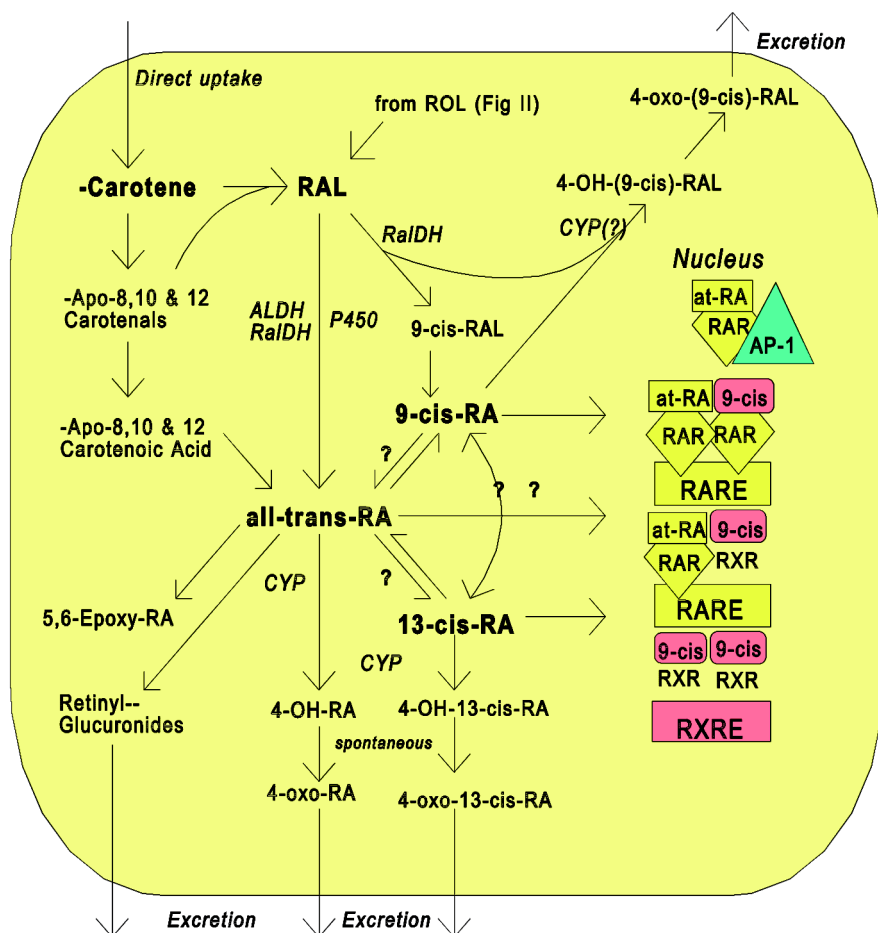 Excretion
Direct uptake
4-oxo-(9-cis)-RAL
from ROL (Fig II)
-Carotene
RAL
4-OH-(9-cis)-RAL
RalDH
CYP(?)
Nucleus
at-RA
RAR
AP-1
-Apo-8,10 & 12
Carotenals
ALDH
RalDH
P450
9-cis-RAL
at-RA
9-cis
9-cis-RA
-Apo-8,10 & 12
Carotenoic Acid
RAR
RAR
?
RARE
? ?
all-trans-RA
at-RA
9-cis
RAR
RXR
CYP
?
5,6-Epoxy-RA
13-cis-RA
RARE
9-cis
9-cis
CYP
RXR
RXR
Retinyl--
Glucuronides
4-OH-RA
4-OH-13-cis-RA
RXRE
spontaneous
4-oxo-RA
4-oxo-13-cis-RA
Excretion
Excretion